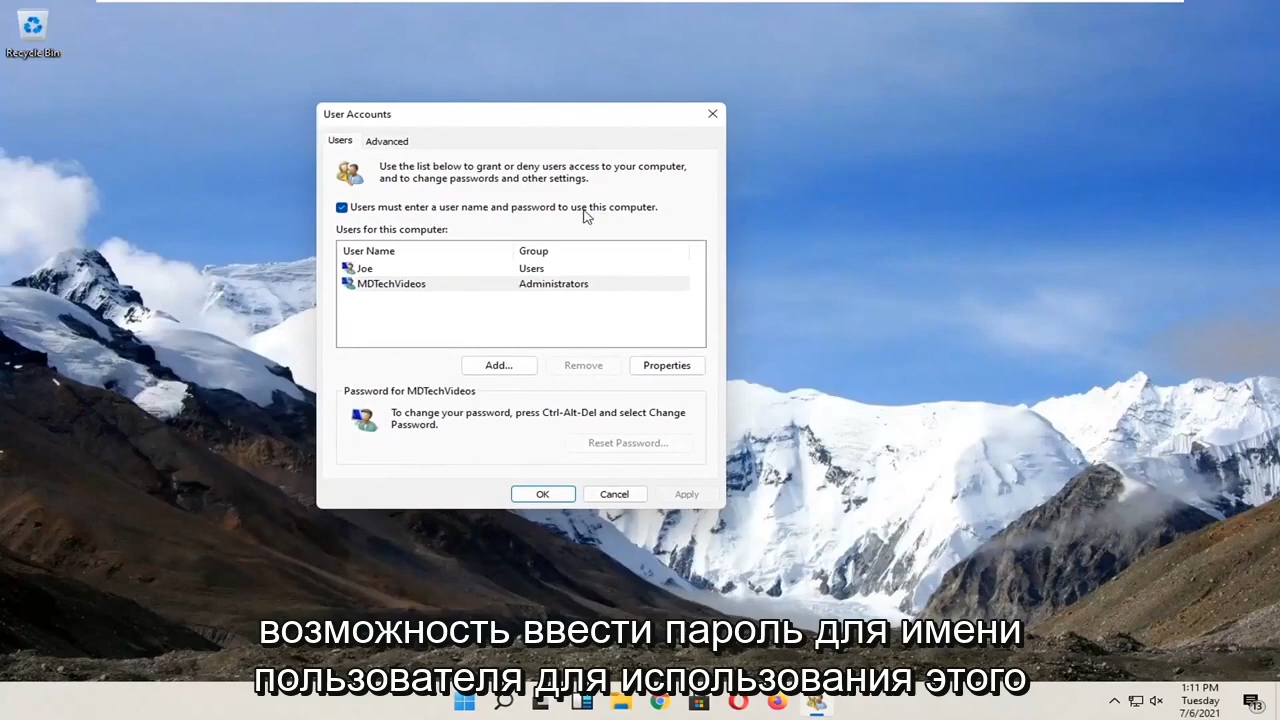 Recycle Bin
User Accounts
Users
Advanced
Use the list below to grant or deny users access to your computer,
and to change passwords and other settings.
Users must enter a user name and password to use this computer.
Users for this computer:
User Name Group
Joe Users
MDTechVideos Administrators
Add... Remove Properties
Password for MDTechVideos
To change your password, press Ctrl-Alt-Del and select Change
Password.
Reset Password...
OK Cancel Apply
возможность ввести пароль для имени
пользователя для использования этого
1:11 PM
Tuesday
7/6/2021
13